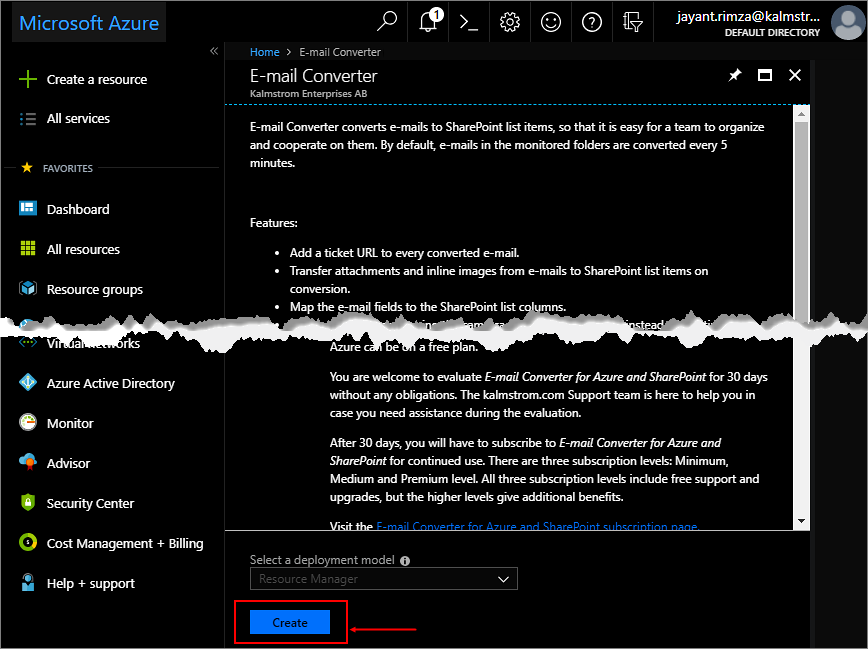 Microsoft Azure
1
jayant.rimza@kalmstr...
DEFAULT DIRECTORY
«
Create a resource
All services
FAVORITES
Dashboard
All resources
Resource groups
Virtual networks
Azure Active Directory
Monitor
Advisor
Security Center
Cost Management + Billing
Help + support
Home > E-mail Converter
E-mail Converter
Kalmstrom Enterprises AB
E-mail Converter converts e-mails to SharePoint list items, so that it is easy for a team to organize
and cooperate on them. By default, e-mails in the monitored folders are converted every 5
minutes.
Features:
• Add a ticket URL to every converted e-mail.
• Transfer attachments and inline images from e-mails to SharePoint list items on
conversion.
• Map the e-mail fields to the SharePoint list columns.
instead
Azure can be on a free plan.
You are welcome to evaluate E-mail Converter for Azure and SharePoint for 30 days
without any obligations. The kalmstrom.com Support team is here to help you in
case you need assistance during the evaluation.
After 30 days, you will have to subscribe to E-mail Converter for Azure and
SharePoint for continued use. There are three subscription levels: Minimum,
Medium and Premium level. All three subscription levels include free support and
upgrades, but the higher levels give additional benefits.
Visit the E-mail Converter for Azure and SharePoint subscription page.
Select a deployment model
Resource Manager
Create